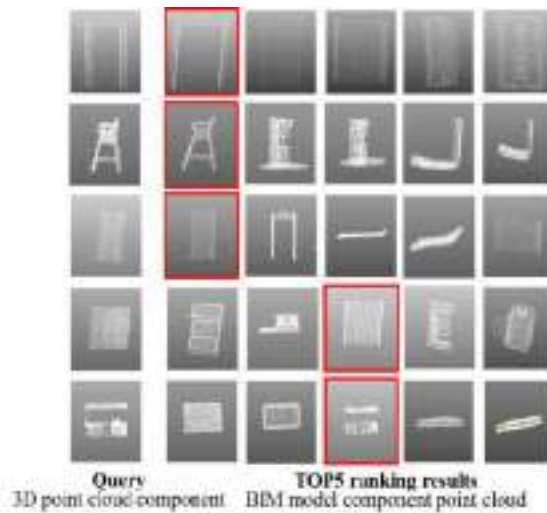 Query
TOP5 ranking results
3D point cloud component
BIM model component point cloud